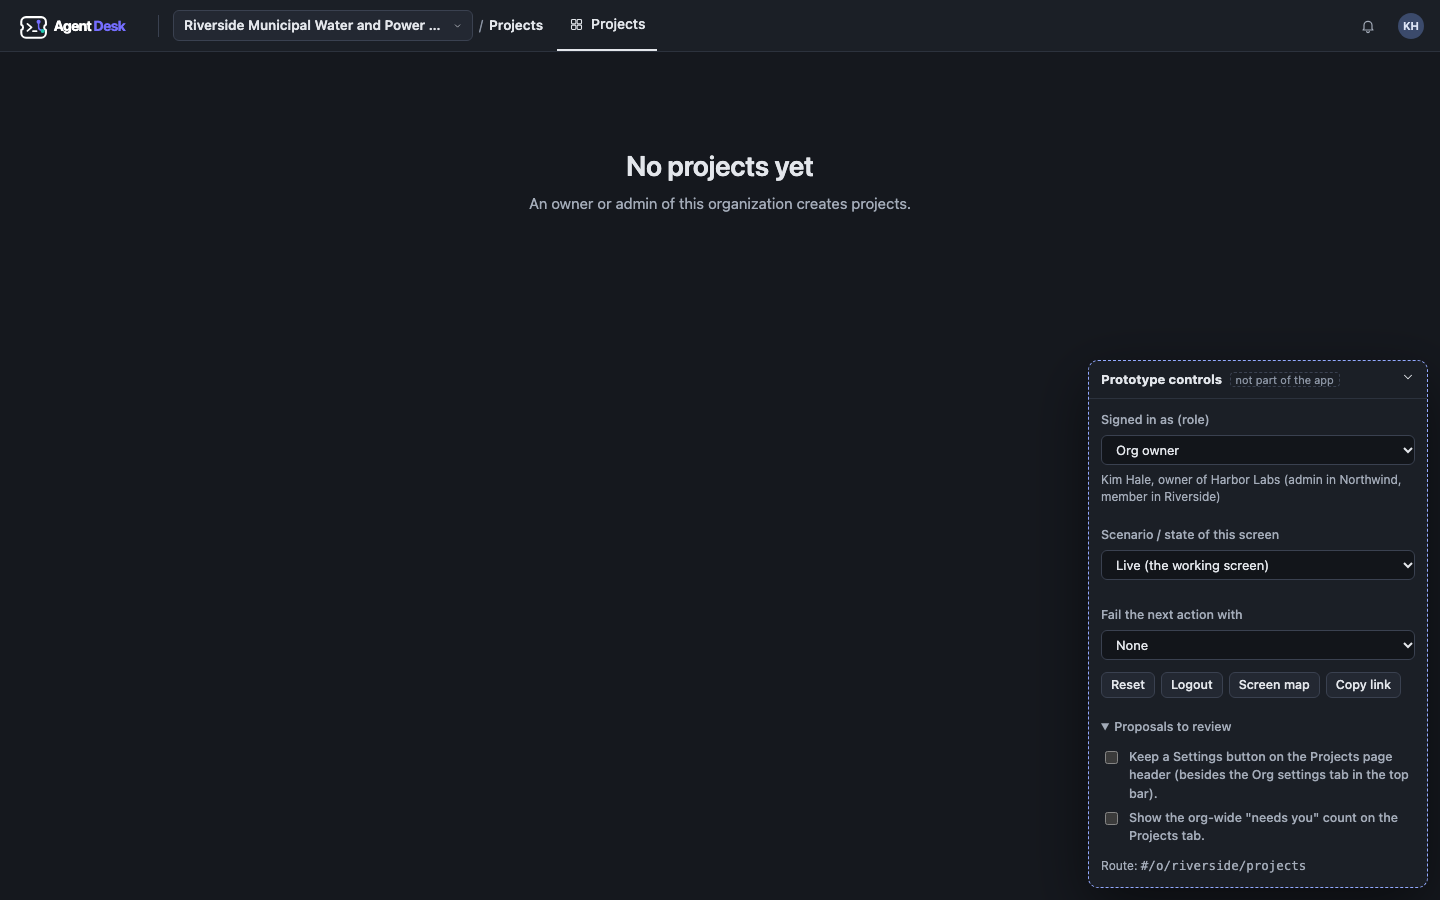 Agent Desk
Riverside Municipal Water and Power ...
/ Projects
Projects
KH
No projects yet
An owner or admin of this organization creates projects.
Prototype controls
not part of the app
Signed in as (role)
Org owner
Kim Hale, owner of Harbor Labs (admin in Northwind,
member in Riverside)
Scenario / state of this screen
Live (the working screen)
Fail the next action with
None
Reset
Logout
Screen map
Copy link
▼ Proposals to review
Keep a Settings button on the Projects page
header (besides the Org settings tab in the top
bar).
Show the org-wide "needs you" count on the
Projects tab.
Route: #/o/riverside/projects